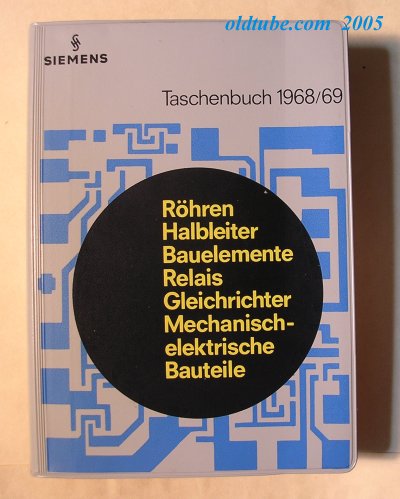 oldtube.com 2005
SIEMENS
Taschenbuch 1968/69
Röhren
Halbleiter
Bauelemente
Relais
Gleichrichter
Mechanisch-
elektrische
Bauteile